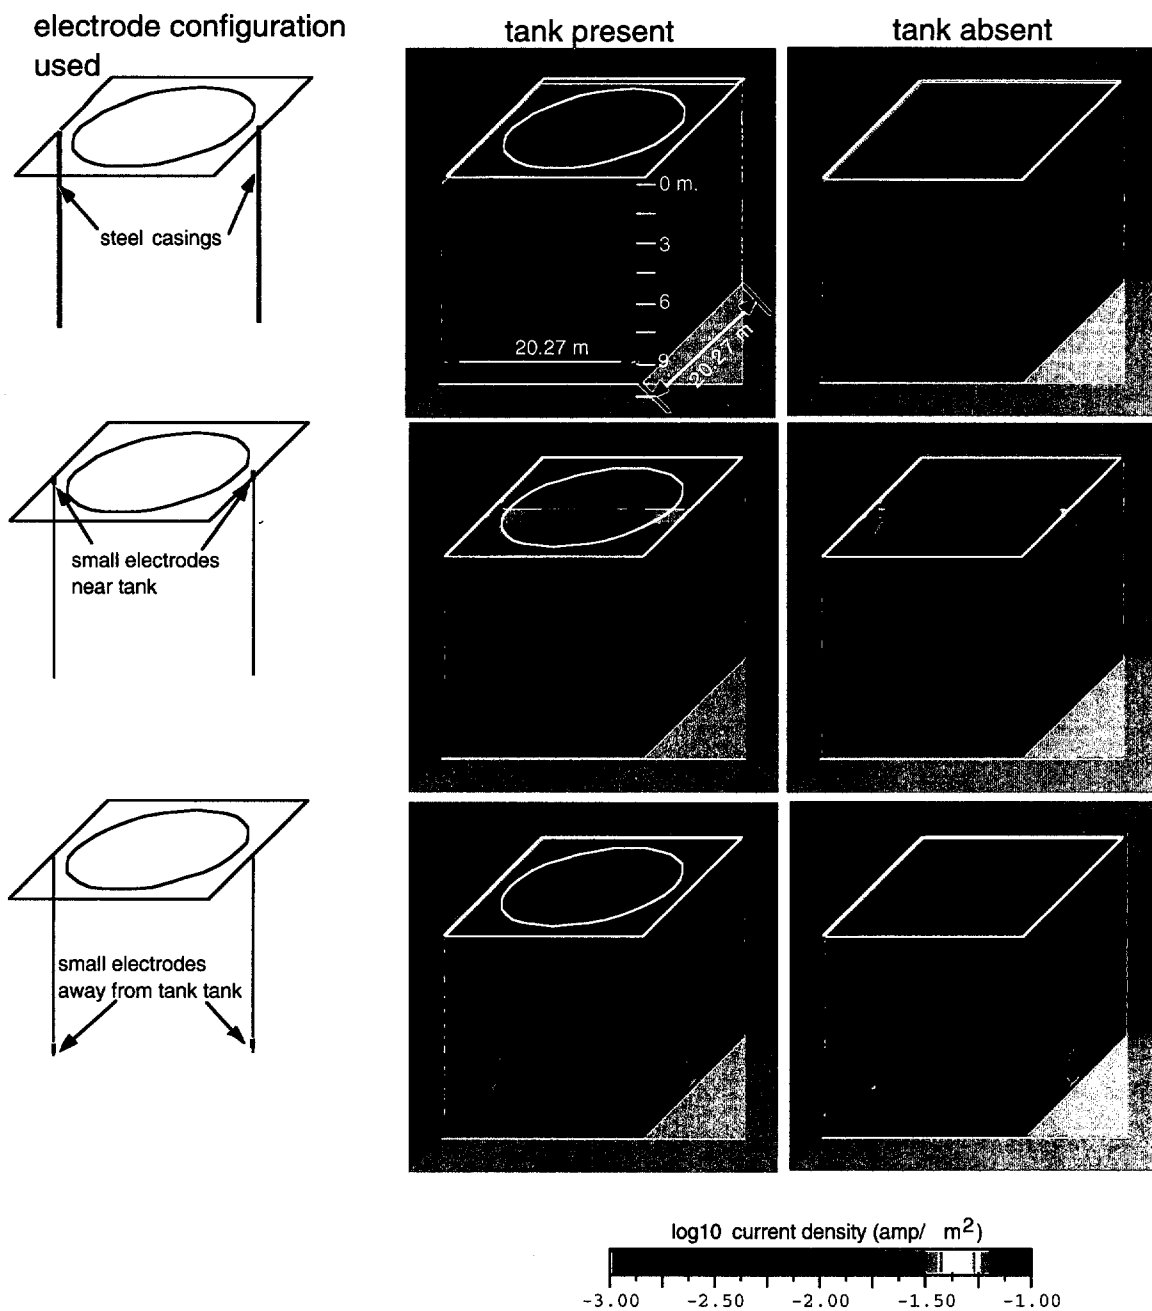 electrode configuration
used
tank present
tank absent
steel casings
0 m.
3
6
9
20.27 m
20.27 m
small electrodes
near tank
small electrodes
away from tank tank
log10 current density (amp/ m2)
-3.00 -2.50 -2.00 -1.50 -1.00